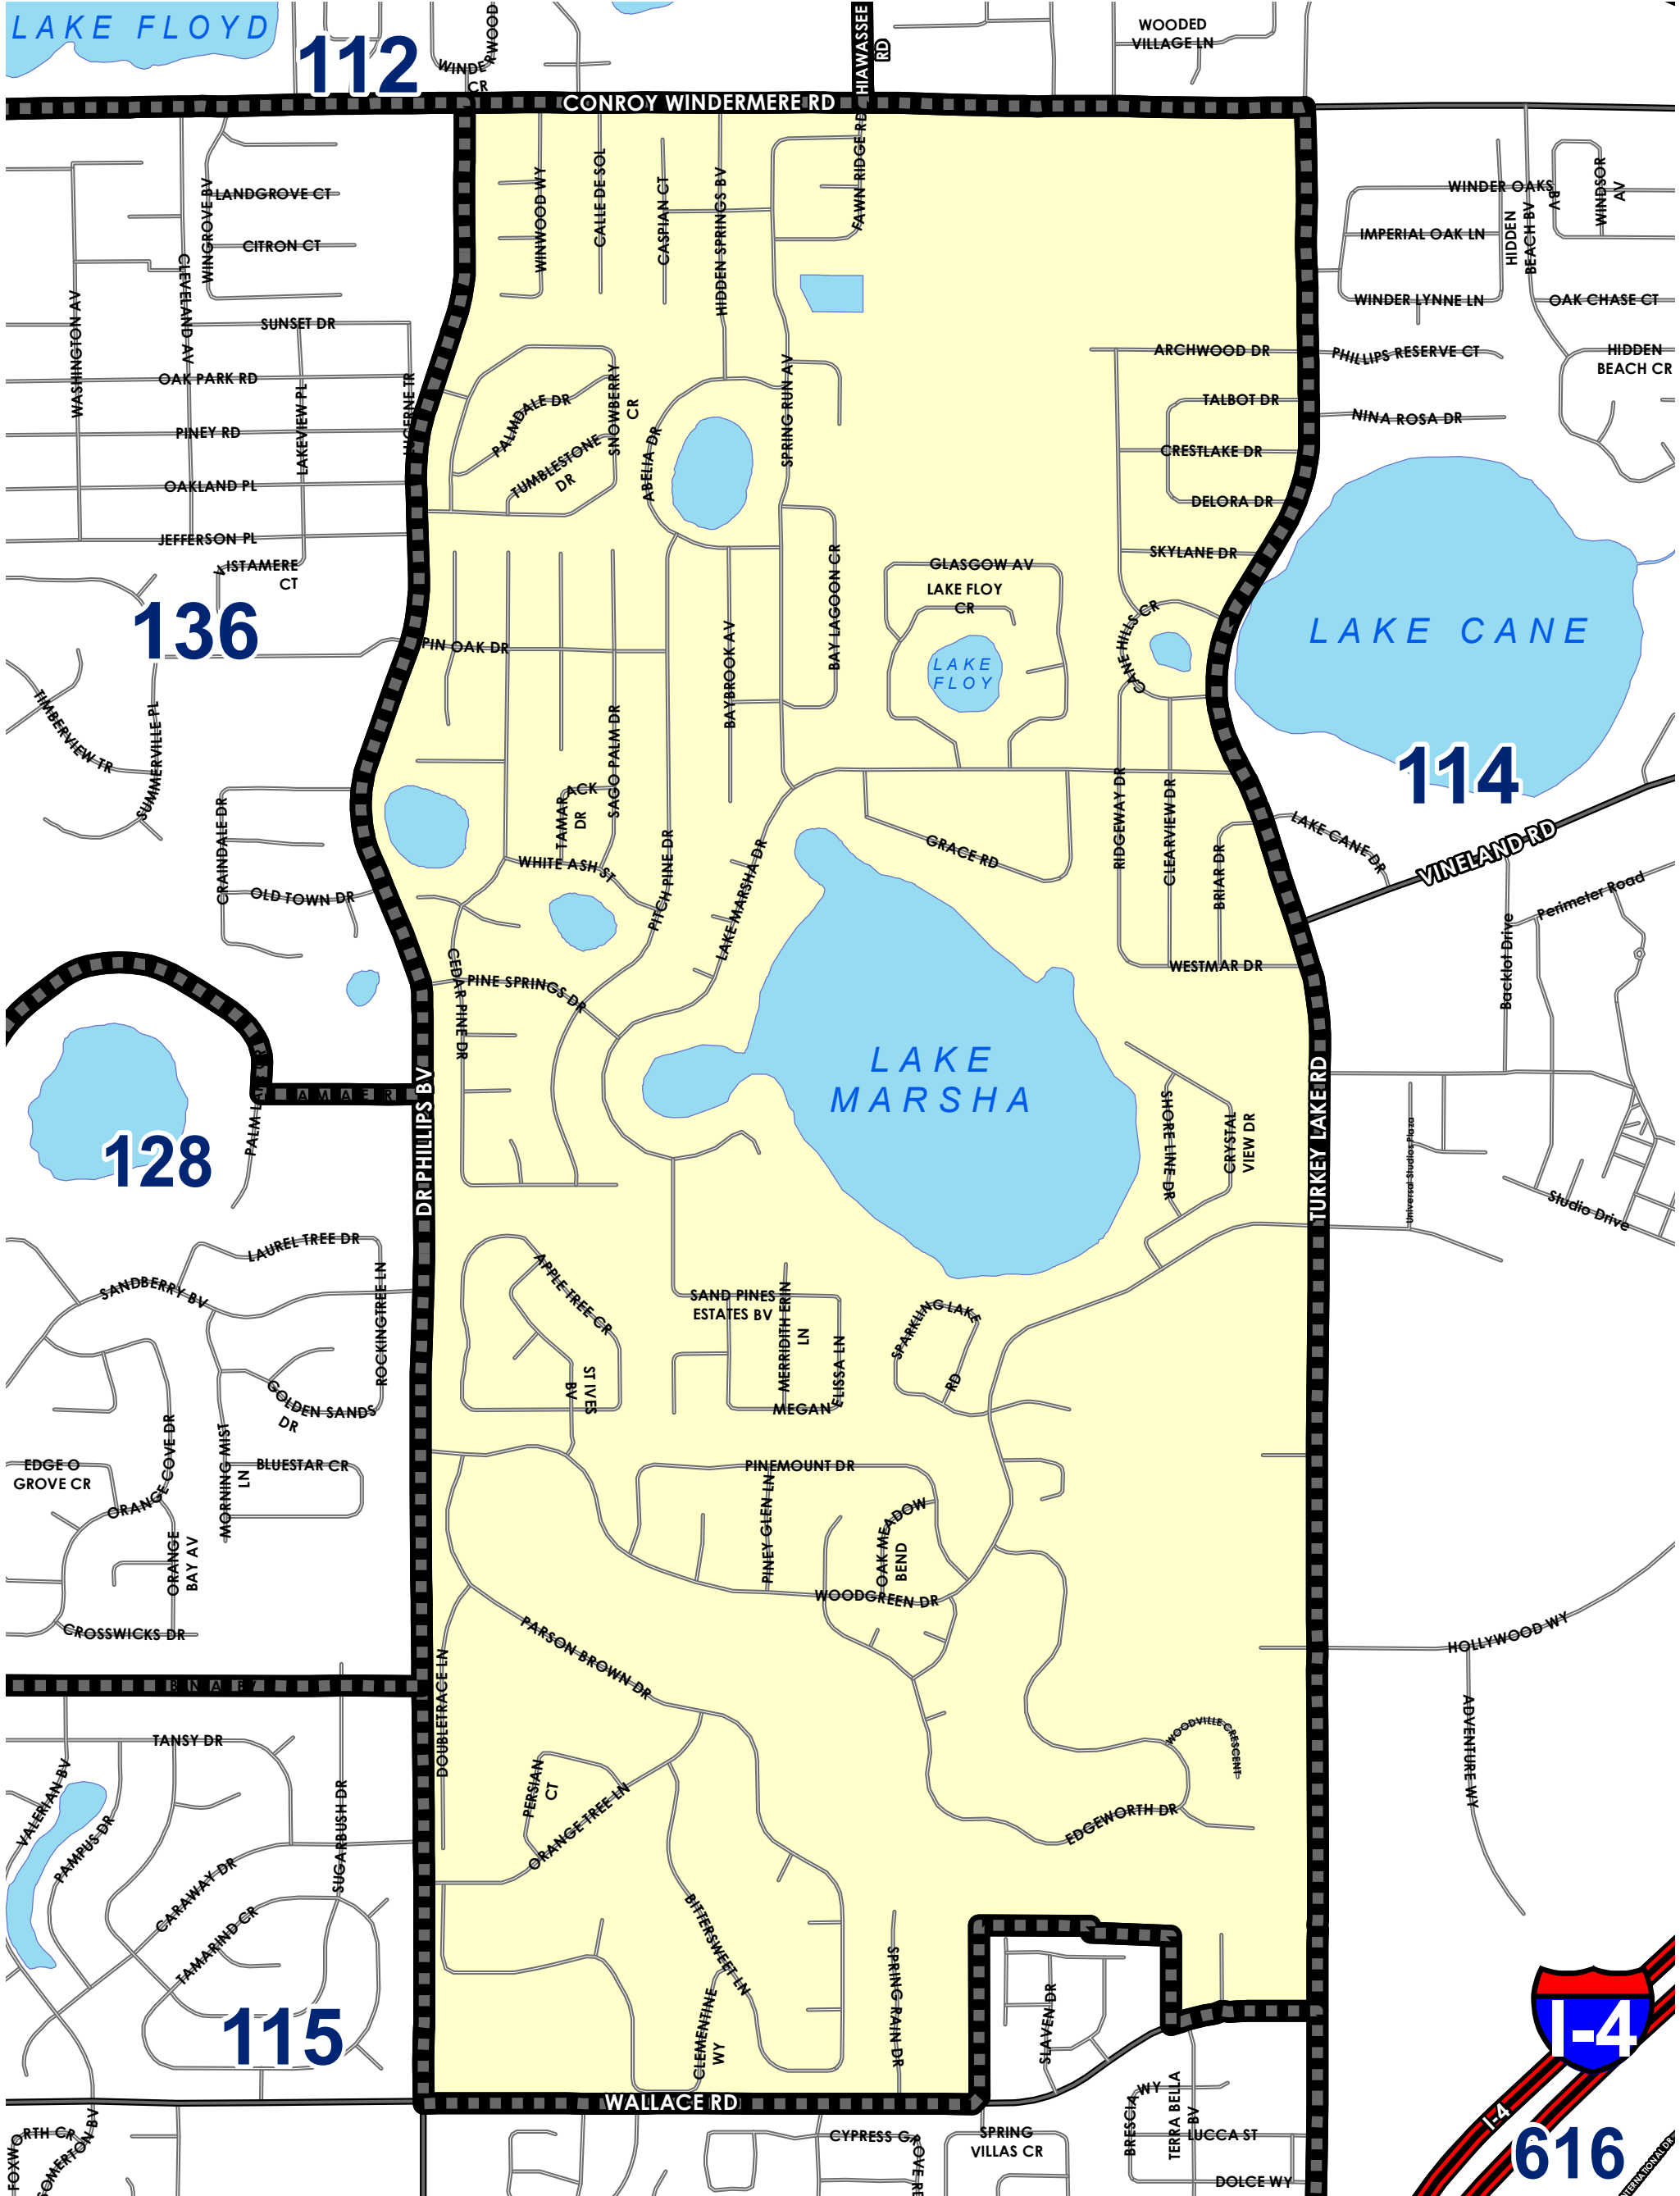 LAKE FLOYD
112
WINDERWOOD
CR
HIAWASSEE
RD
WOODED
VILLAGE LN
CONROY WINDERMERE RD
WINGROVE BV
LANDGROVE CT
CITRON CT
CLEVELAND AV
WASHINGTON AV
SUNSET DR
OAK PARK RD
LAKEVIEW PL
PINEY RD
OAKLAND PL
JEFFERSON PL
VISTAMERE
CT
136
WINWOOD WY
CALLE DE SOL
CASPIAN CT
HIDDEN SPRINGS BV
FAWN RIDGE RD
WINDER OAKS
BV
WINDSOR
AV
IMPERIAL OAK LN
HIDDEN
BEACH BV
WINDER LYNNE LN
OAK CHASE CT
ARCHWOOD DR
PHILLIPS RESERVE CT
HIDDEN
BEACH CR
TALBOT DR
NINA ROSA DR
CRESTLAKE DR
DELORA DR
SKYLANE DR
PALMDALE DR
SNOWBERRY
CR
TUMBLESTONE
DR
ABELIA DR
SPRING RUN AV
BAY LAGOON CR
GLASGOW AV
LAKE FLOY
CR
LAKE
FLOY
CANE HILLS CR
LAKE CANE
114
PIN OAK DR
BAYBROOK AV
SAGO PALM DR
TAMARACK
DR
WHITE ASH ST
PITCH PINE DR
LAKE MARSHA DR
GRACE RD
RIDGEWAY DR
CLEARVIEW DR
BRIAR DR
LAKE CANE DR
VINELAND RD
Perimeter Road
Backlot Drive
WESTMAR DR
TIMBERVIEW TR
SUMMERVILLE PL
CRAINDALE DR
OLD TOWN DR
CEDAR PINE DR
PINE SPRINGS DR
LAKE
MARSHA
SHORE LINE DR
CRYSTAL
VIEW DR
TURKEY LAKE RD
Universal Studios Plaza
Studio Drive
128
DR PHILLIPS BV
LAUREL TREE DR
SANDBERRY BV
ROCKINGTREE LN
GOLDEN SANDS
DR
APPLE TREE CR
ST IVES
BV
SAND PINES
ESTATES BV
MERRIDITH ERIN
LN
ELISSA LN
MEGAN
SPARKLING LAKE
RD
EDGE O
GROVE CR
ORANGE COVE DR
MORNING MIST
LN
BLUESTAR CR
ORANGE
BAY AV
CROSSWICKS DR
PINEMOUNT DR
PINEY GLEN LN
OAK MEADOW
BEND
WOODGREEN DR
PARSON BROWN DR
DOUBLETRACE LN
HOLLYWOOD WY
ADVENTURE WY
WOODVILLE CRESCENT
EDGEWORTH DR
TANSY DR
VALERIAN BV
PAMPUS DR
SUGARBUSH DR
CARAWAY DR
TAMARIND CR
115
PERSIAN
CT
ORANGE TREE LN
BITTERSWEET LN
CLEMENTINE
WY
SPRING RAIN DR
SLAVEN DR
WALLACE RD
I-4
I-4
616
BRESCIA WY
TERRA BELLA
BV
LUCCA ST
DOLCE WY
SPRING
VILLAS CR
FOXWORTH CR
SOMERTON BV